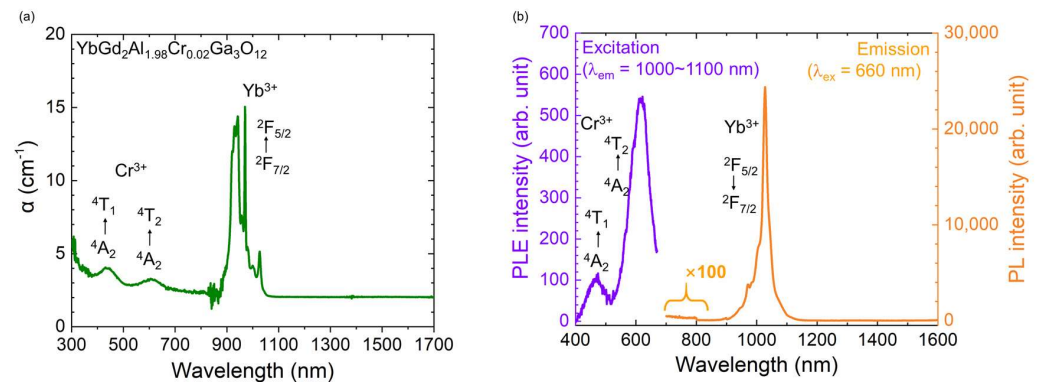 (a)
YbGd2Al1.98Cr0.02Ga3O12
Yb3+
2F5/2
2F7/2
Cr3+
4T1
4A2
4T2
4A2
α (cm-1)
20
15
10
5
0
300 500 700 900 1100 1300 1500 1700
Wavelength (nm)
(b)
Excitation
(λem = 1000~1100 nm)
Emission
(λex = 660 nm)
Cr3+
4T2
4A2
4T1
4A2
Yb3+
2F5/2
2F7/2
×100
PLE intensity (arb. unit)
700
600
500
400
300
200
100
0
PL intensity (arb. unit)
30,000
20,000
10,000
0
400 600 800 1000 1200 1400 1600
Wavelength (nm)